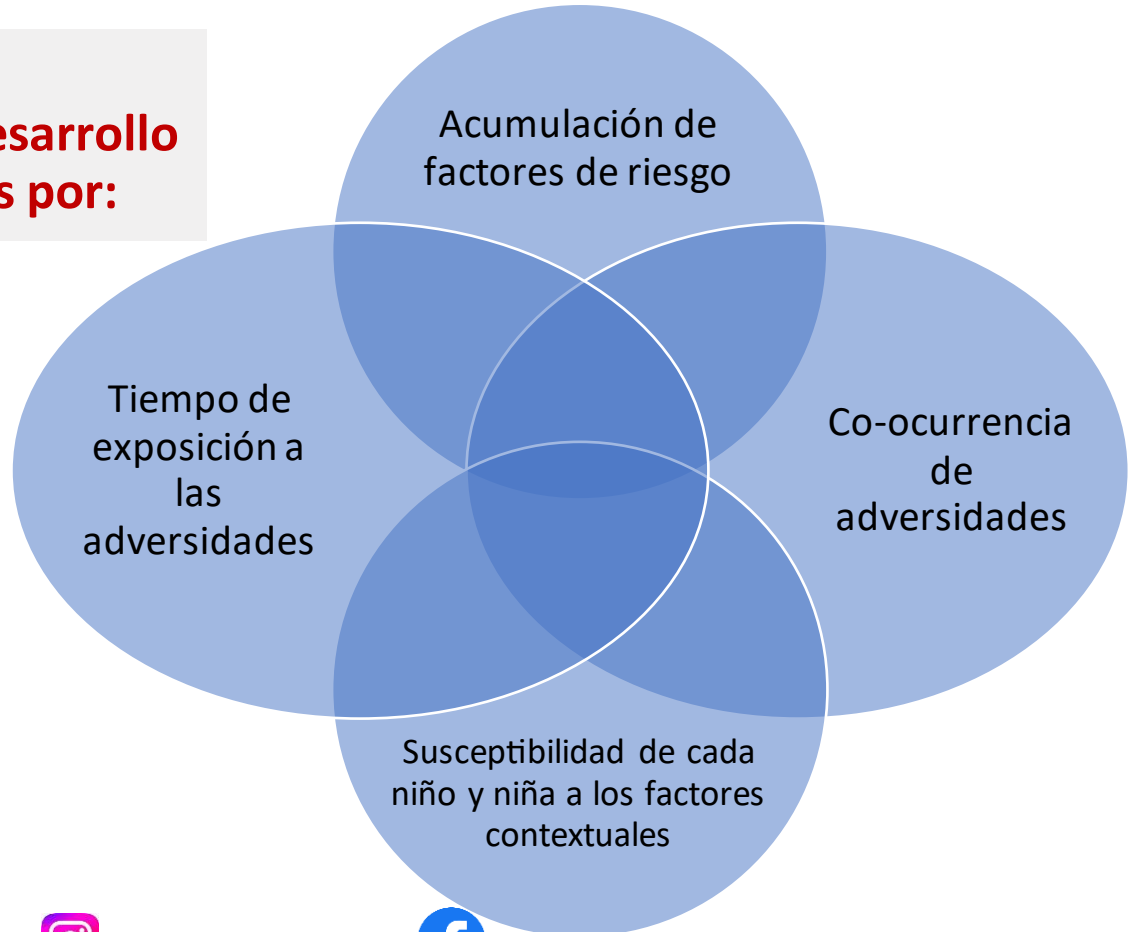 por:
Acumulación de
factores de riesgo
Tiempo de
exposición a
las
adversidades
Co-ocurrencia
de
adversidades
Susceptibilidad de cada
niño y niña a los factores
contextuales